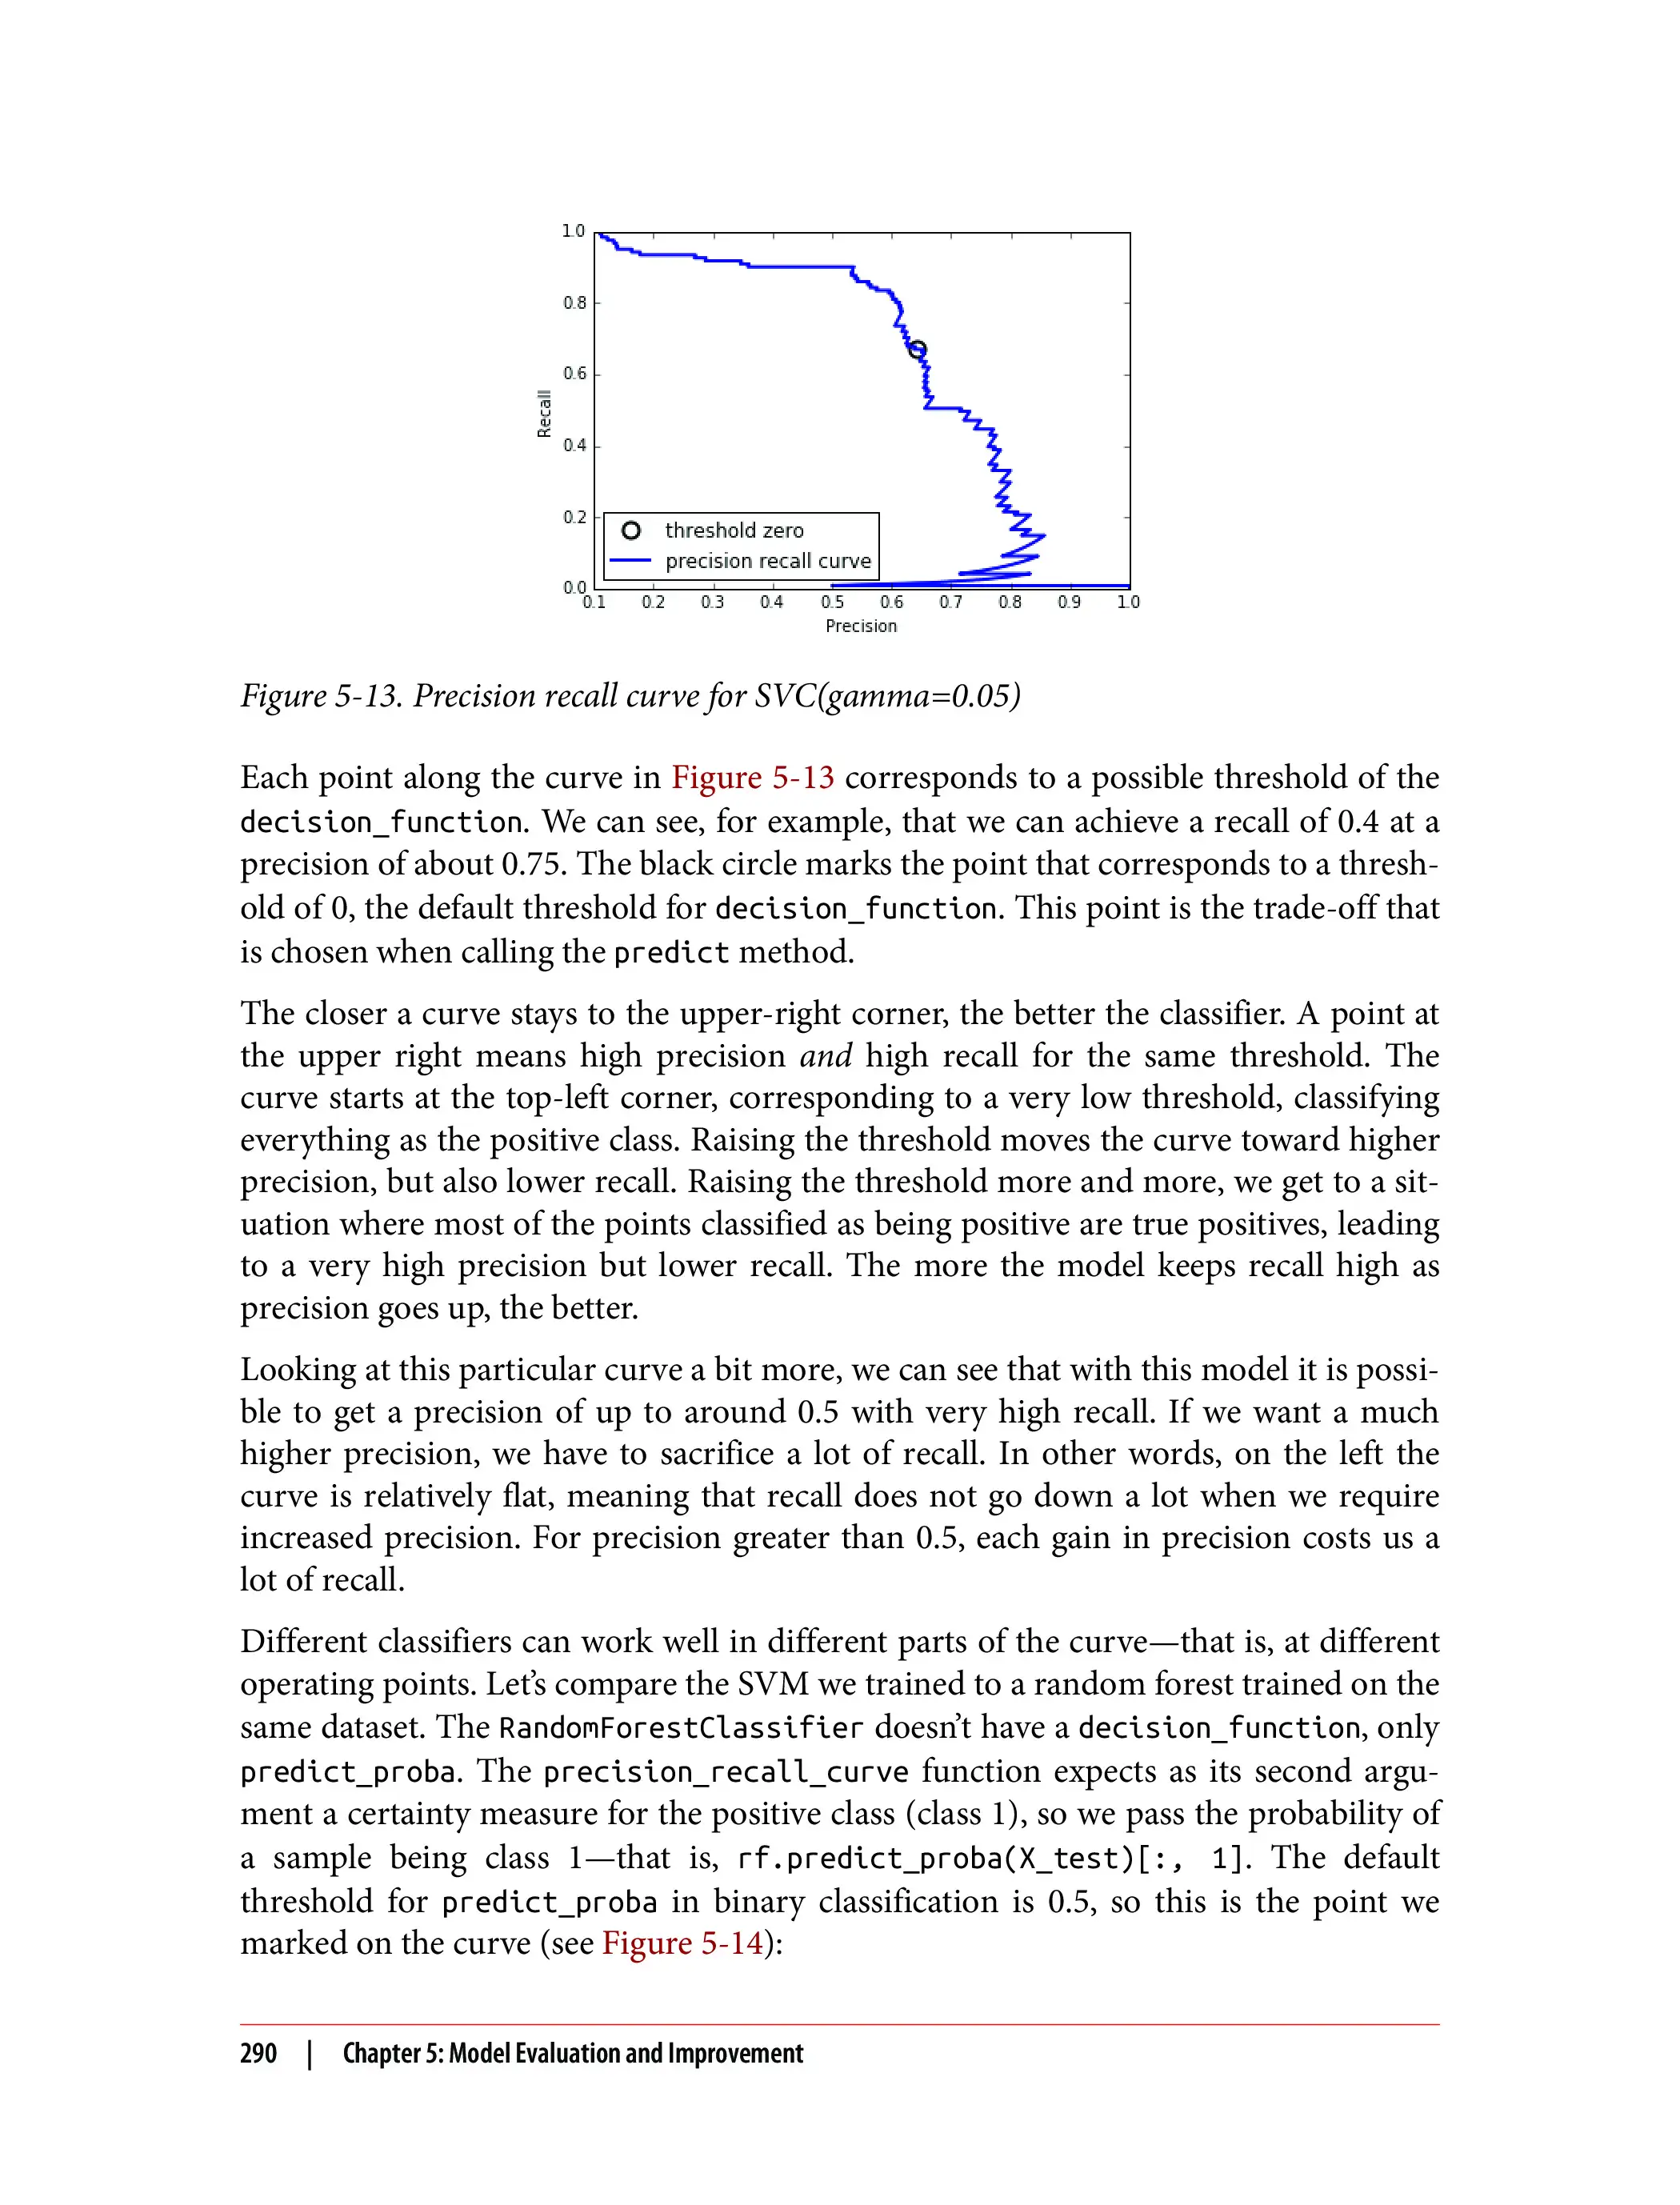 1.0
0.8
0.6
0.4
0.2
0.0
Recall
threshold zero
precision recall curve
0.1 0.2 0.3 0.4 0.5 0.6 0.7 0.8 0.9 1.0
Precision
Figure 5-13. Precision recall curve for SVC(gamma=0.05)
Each point along the curve in Figure 5-13 corresponds to a possible threshold of the
decision_function. We can see, for example, that we can achieve a recall of 0.4 at a
precision of about 0.75. The black circle marks the point that corresponds to a thresh-
old of 0, the default threshold for decision_function. This point is the trade-off that
is chosen when calling the predict method.
The closer a curve stays to the upper-right corner, the better the classifier. A point at
the upper right means high precision and high recall for the same threshold. The
curve starts at the top-left corner, corresponding to a very low threshold, classifying
everything as the positive class. Raising the threshold moves the curve toward higher
precision, but also lower recall. Raising the threshold more and more, we get to a sit-
uation where most of the points classified as being positive are true positives, leading
to a very high precision but lower recall. The more the model keeps recall high as
precision goes up, the better.
Looking at this particular curve a bit more, we can see that with this model it is possi-
ble to get a precision of up to around 0.5 with very high recall. If we want a much
higher precision, we have to sacrifice a lot of recall. In other words, on the left the
curve is relatively flat, meaning that recall does not go down a lot when we require
increased precision. For precision greater than 0.5, each gain in precision costs us a
lot of recall.
Different classifiers can work well in different parts of the curve—that is, at different
operating points. Let’s compare the SVM we trained to a random forest trained on the
same dataset. The RandomForestClassifier doesn’t have a decision_function, only
predict_proba. The precision_recall_curve function expects as its second argu-
ment a certainty measure for the positive class (class 1), so we pass the probability of
a sample being class 1—that is, rf.predict_proba(X_test)[:, 1]. The default
threshold for predict_proba in binary classification is 0.5, so this is the point we
marked on the curve (see Figure 5-14):
290 | Chapter 5: Model Evaluation and Improvement